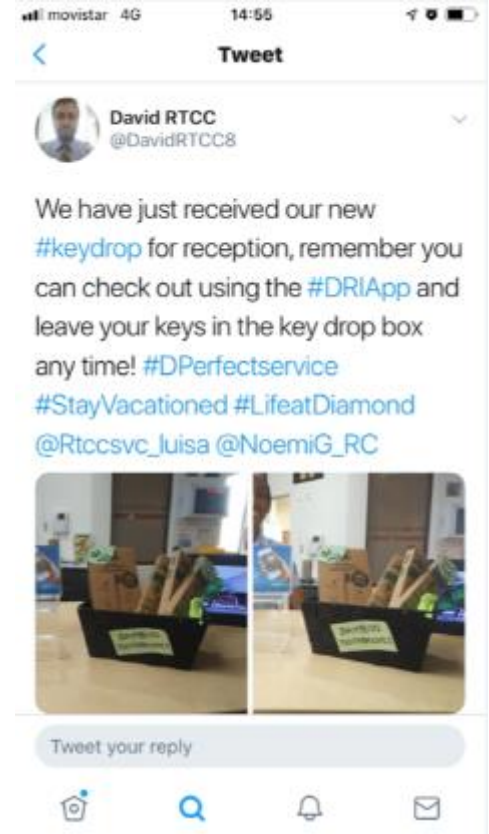 movistar 4G 14:55
Tweet
David RTCC
@DavidRTCC8
We have just received our new
#keydrop for reception, remember you
can check out using the #DRIApp and
leave your keys in the key drop box
any time! #DPerfectservice
#StayVacationed #LifeatDiamond
@Rtccsvc_luisa @NoemiG_RC
Tweet your reply